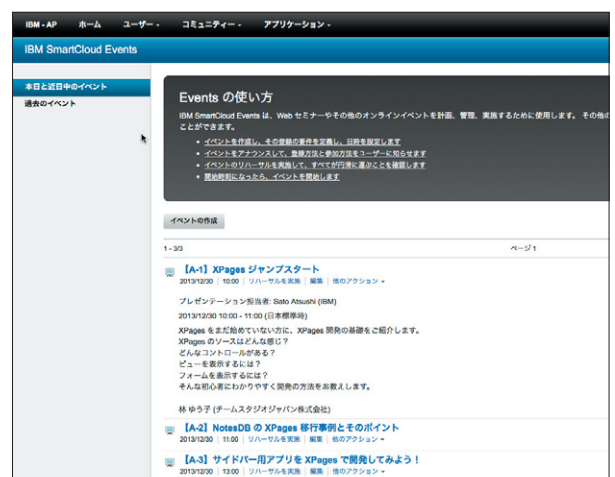 IBM - AP ホーム ユーザー コミュニティー アプリケーション
IBM SmartCloud Events
本日と近日中のイベント
過去のイベント
Events の使い方
IBM SmartCloud Events は、Web セミナーやその他のオンラインイベントを計画、管理、実施するために使用します。 その他の
ことができます。
• イベントを作成し、その登録の要件を定義し、日時を設定します
• イベントをアナウンスして、登録方法と参加方法をユーザーに知らせます
• イベントのリハーサルを実施して、すべてが円滑に運ぶことを確認します
• 開始時刻になったら、イベントを開始します
イベントの作成
1 - 3/3 ページ 1
【A-1】XPages ジャンプスタート
2013/12/30 | 10:00 | リハーサルを実施 | 編集 | 他のアクション
プレゼンテーション担当者: Sato Atsushi (IBM)
2013/12/30 10:00 - 11:00 (日本標準時)
XPages をまだ始めていない方に、XPages 開発の基礎をご紹介します。
XPages のソースはどんな感じ？
どんなコントロールがある？
ビューを表示するには？
フォームを表示するには？
そんな初心者にわかりやすく開発の方法をお教えします。
林 ゆう子 (チームスタジオジャパン株式会社)
【A-2】NotesDB の XPages 移行事例とそのポイント
2013/12/30 | 11:00 | リハーサルを実施 | 編集 | 他のアクション
【A-3】サイドバー用アプリを XPages で開発してみよう！
2013/12/30 | 13:00 | リハーサルを実施 | 編集 | 他のアクション